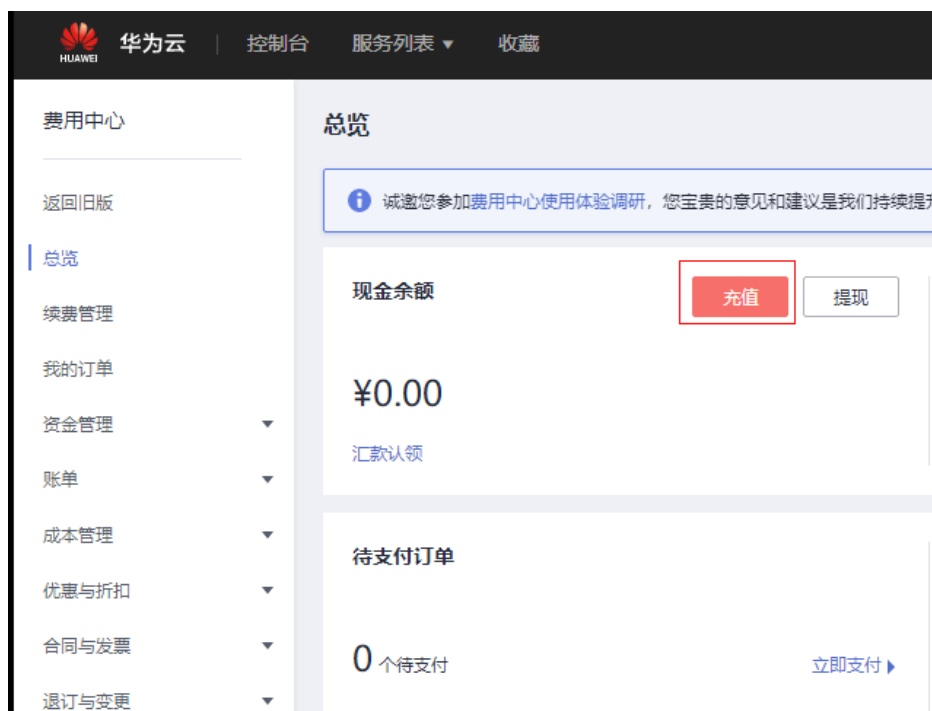 HUAWEI 华为云 控制台 服务列表 收藏
费用中心
返回旧版
总览
续费管理
我的订单
资金管理
账单
成本管理
优惠与折扣
合同与发票
退订与变更
总览
诚邀您参加费用中心使用体验调研，您宝贵的意见和建议是我们持续提升
现金余额 充值 提现
¥0.00
汇款认领
待支付订单
0 个待支付 立即支付